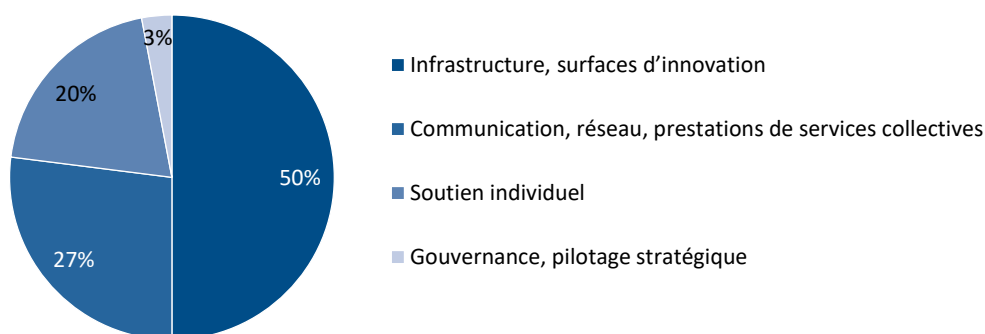 3%
20%
50%
27%
Infrastructure, surfaces d’innovation
Communication, réseau, prestations de services collectives
Soutien individuel
Gouvernance, pilotage stratégique